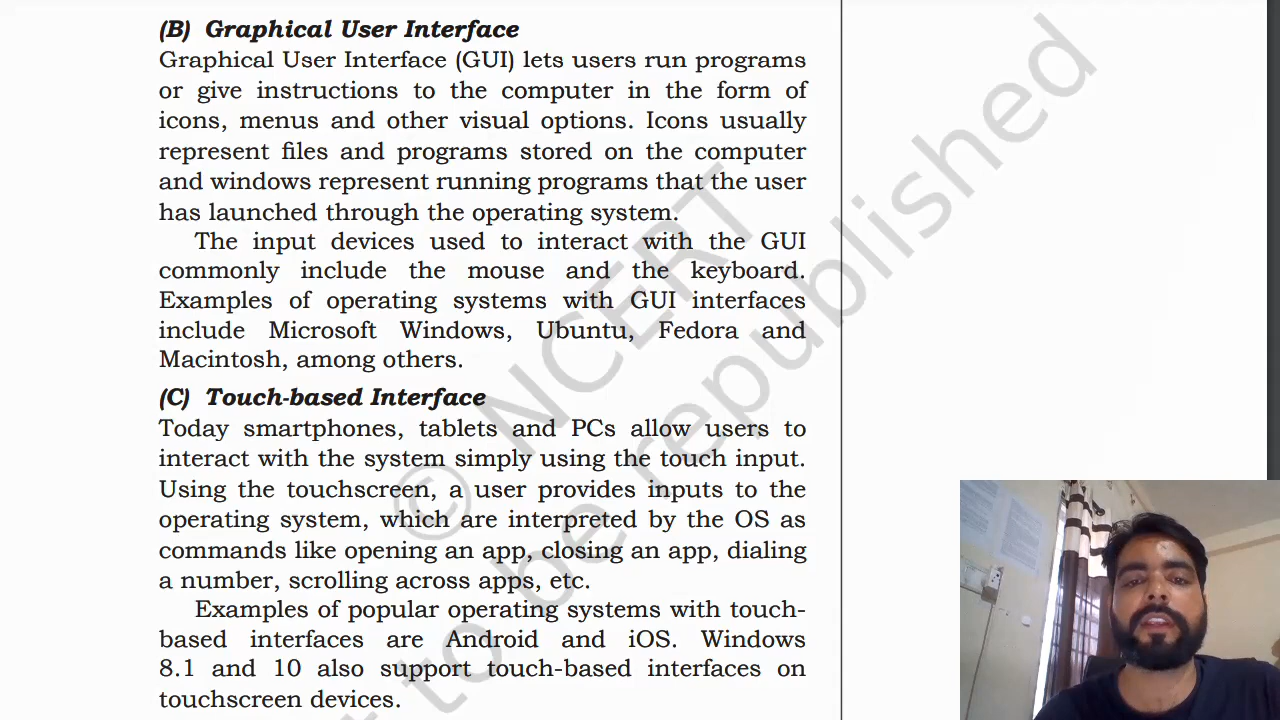 (B) Graphical User Interface
Graphical User Interface (GUI) lets users run programs
or give instructions to the computer in the form of
icons, menus and other visual options. Icons usually
represent files and programs stored on the computer
and windows represent running programs that the user
has launched through the operating system.
The input devices used to interact with the GUI
commonly include the mouse and the keyboard.
Examples of operating systems with GUI interfaces
include Microsoft Windows, Ubuntu, Fedora and
Macintosh, among others.
(C) Touch-based Interface
Today smartphones, tablets and PCs allow users to
interact with the system simply using the touch input.
Using the touchscreen, a user provides inputs to the
operating system, which are interpreted by the OS as
commands like opening an app, closing an app, dialing
a number, scrolling across apps, etc.
Examples of popular operating systems with touch-
based interfaces are Android and iOS. Windows
8.1 and 10 also support touch-based interfaces on
touchscreen devices.
© NCERT
to be republished